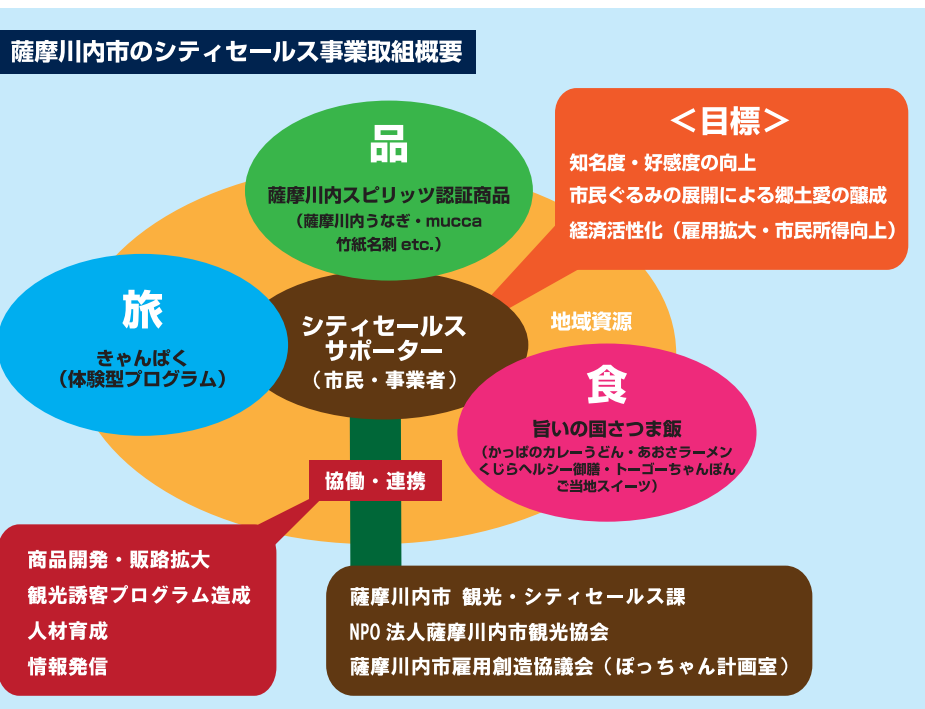 薩摩川内市のシティセールス事業取組概要
品
薩摩川内スピリッツ認証商品
（薩摩川内うなぎ・mucca
竹紙名刺 etc.）
＜目標＞
知名度・好感度の向上
市民ぐるみの展開による郷土愛の醸成
経済活性化（雇用拡大・市民所得向上）
旅
きゃんぱく
（体験型プログラム）
シティセールス
サポーター
（市民・事業者）
地域資源
食
旨いの国さつま飯
（かっぱのカレーうどん・あおさラーメン
くじらヘルシー御膳・トーゴーちゃんぽん
ご当地スイーツ）
協働・連携
商品開発・販路拡大
観光誘客プログラム造成
人材育成
情報発信
薩摩川内市 観光・シティセールス課
NPO 法人薩摩川内市観光協会
薩摩川内市雇用創造協議会（ぽっちゃん計画室）